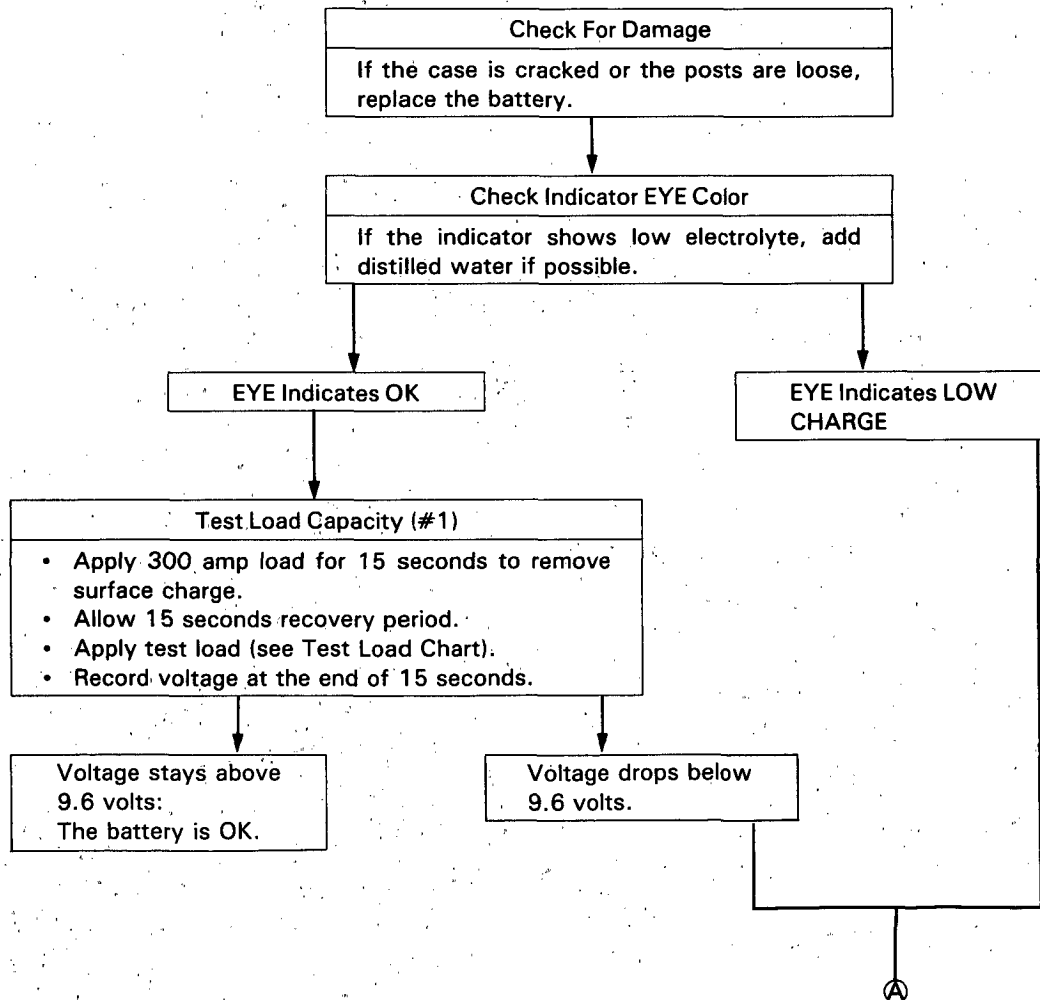 Check For Damage
If the case is cracked or the posts are loose,
replace the battery.
Check Indicator EYE Color
If the indicator shows low electrolyte, add
distilled water if possible.
EYE Indicates OK
EYE Indicates LOW
CHARGE
Test Load Capacity (#1)
• Apply 300 amp load for 15 seconds to remove
surface charge.
• Allow 15 seconds recovery period.
• Apply test load (see Test Load Chart).
• Record voltage at the end of 15 seconds.
Voltage stays above
9.6 volts:
The battery is OK.
Voltage drops below
9.6 volts.
Ⓐ